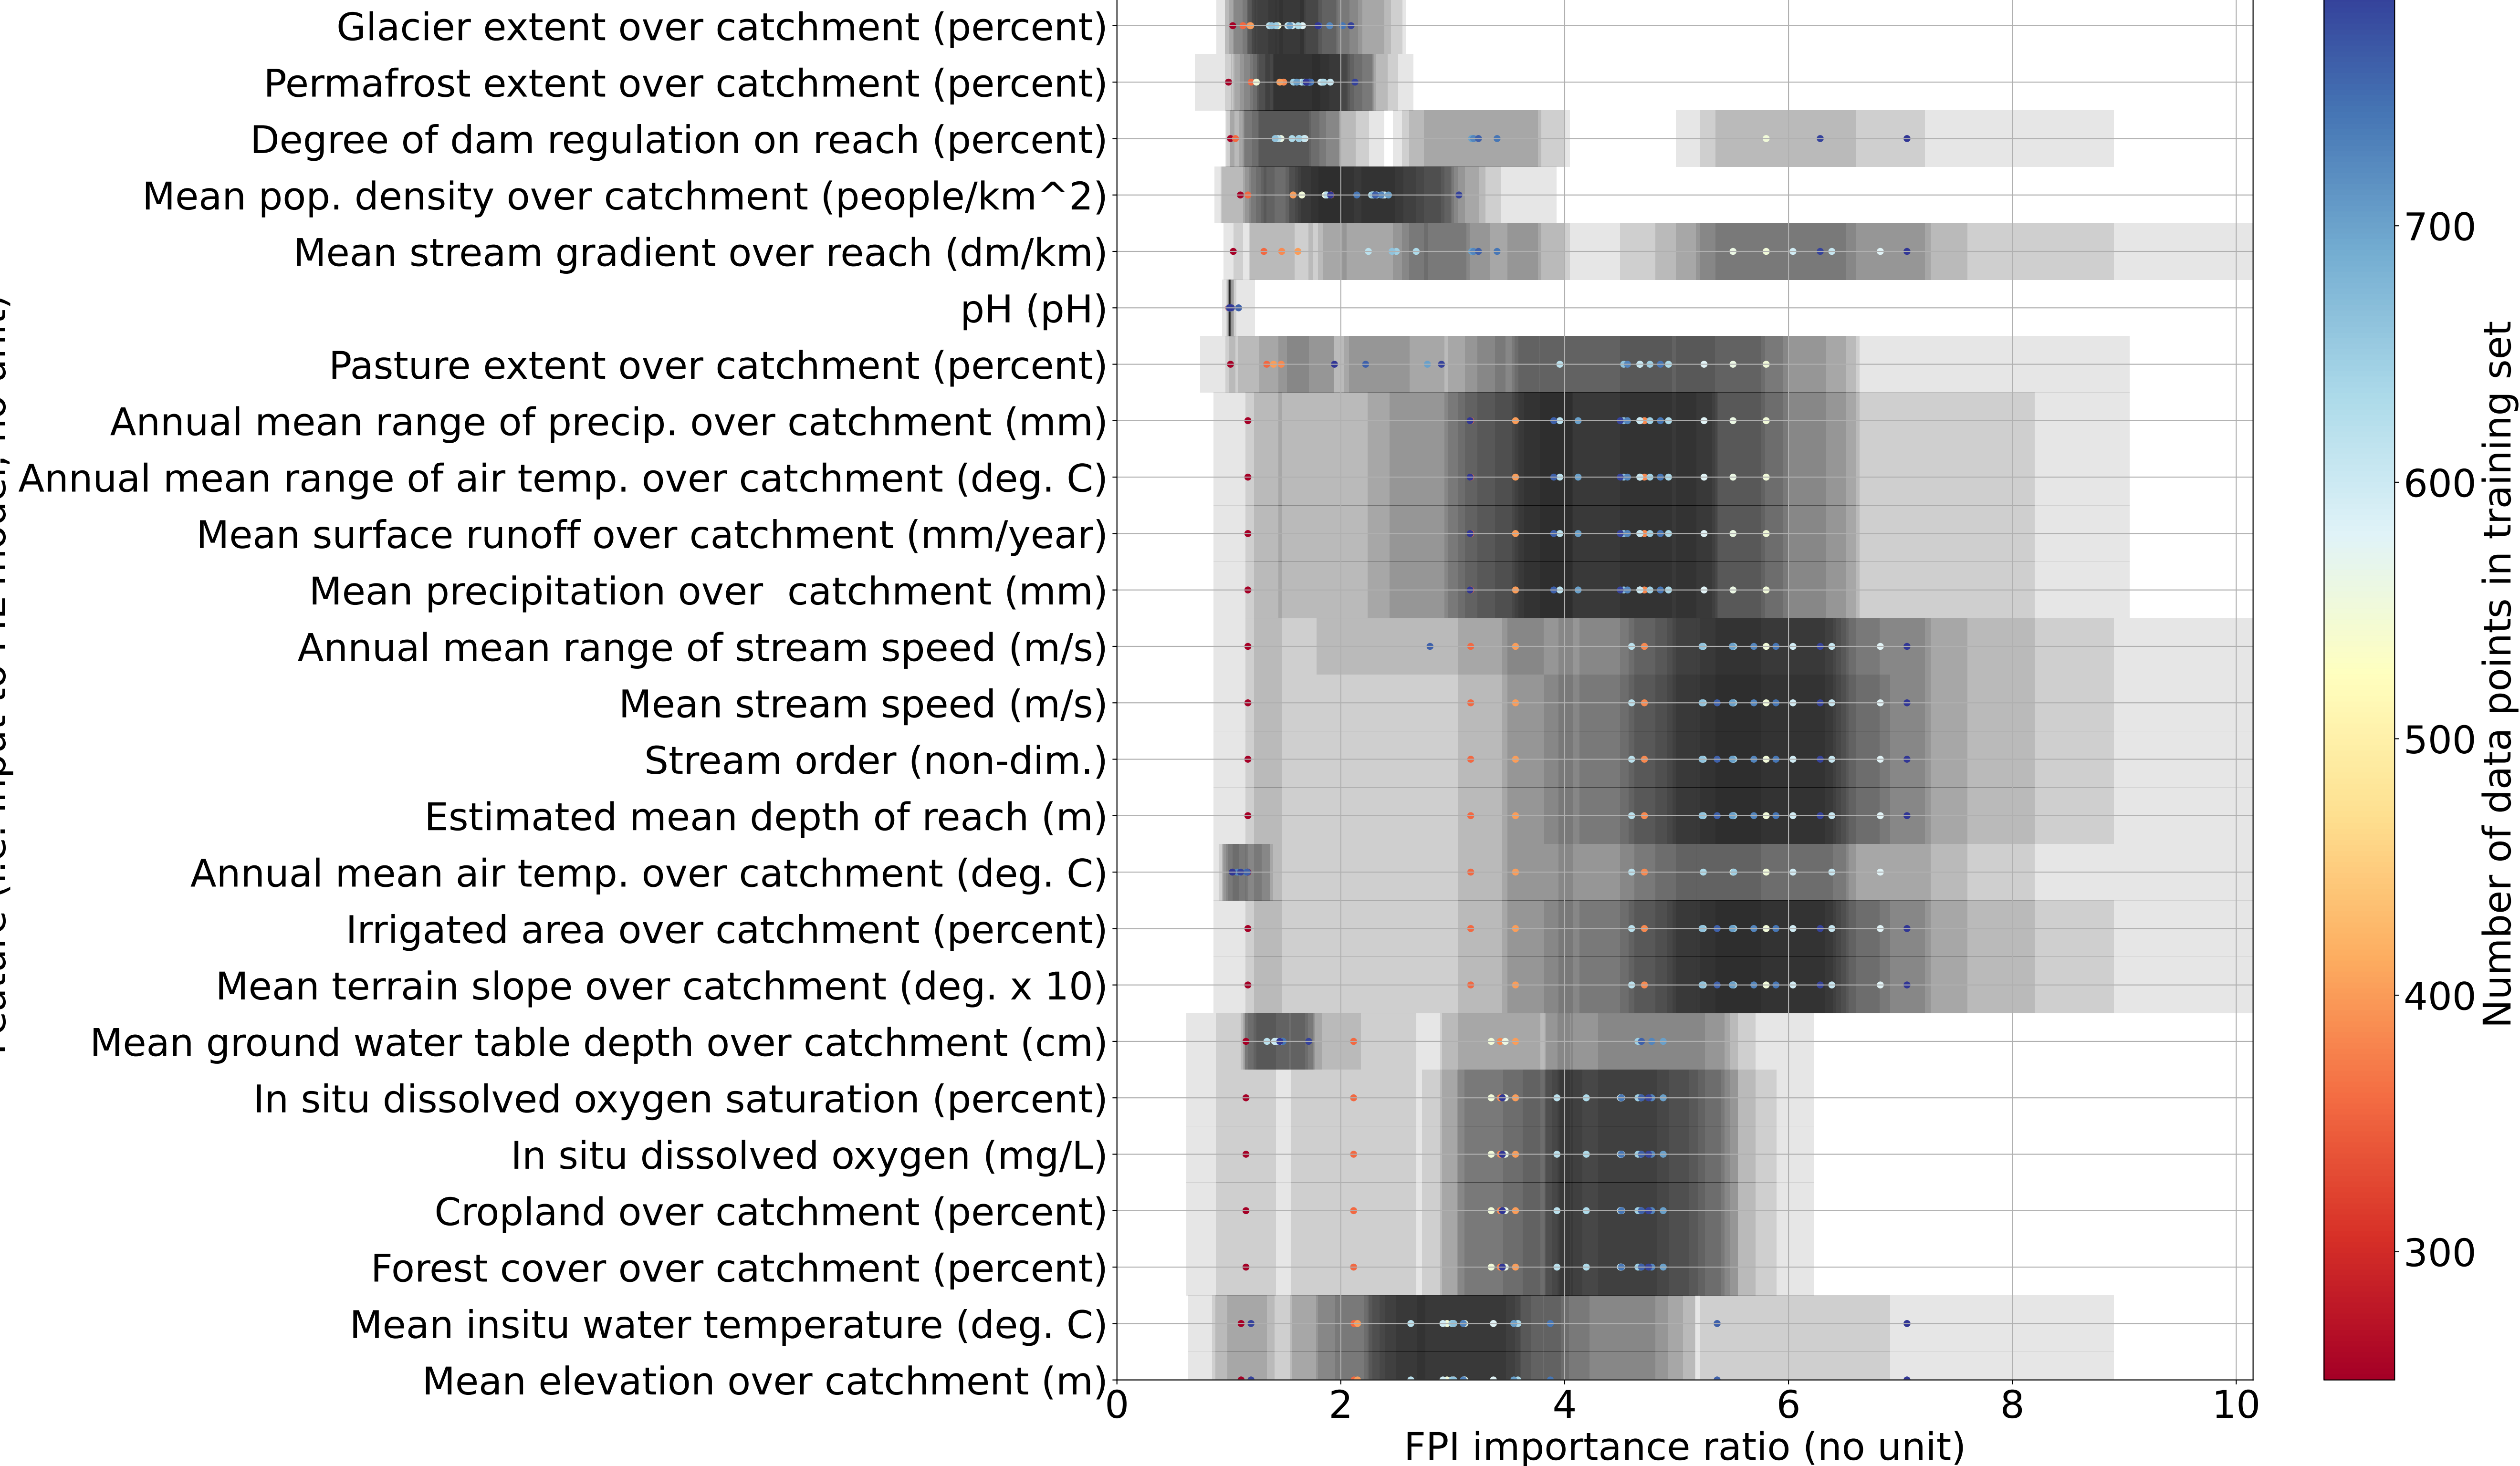 Glacier extent over catchment (percent)
Permafrost extent over catchment (percent)
Degree of dam regulation on reach (percent)
Mean pop. density over catchment (people/km^2)
Mean stream gradient over reach (dm/km)
pH (pH)
Pasture extent over catchment (percent)
Annual mean range of precip. over catchment (mm)
Annual mean range of air temp. over catchment (deg. C)
Mean surface runoff over catchment (mm/year)
Mean precipitation over  catchment (mm)
Annual mean range of stream speed (m/s)
Mean stream speed (m/s)
Stream order (non-dim.)
Estimated mean depth of reach (m)
Annual mean air temp. over catchment (deg. C)
Irrigated area over catchment (percent)
Mean terrain slope over catchment (deg. x 10)
Mean ground water table depth over catchment (cm)
In situ dissolved oxygen saturation (percent)
In situ dissolved oxygen (mg/L)
Cropland over catchment (percent)
Forest cover over catchment (percent)
Mean insitu water temperature (deg. C)
Mean elevation over catchment (m)
0 2 4 6 8 10
FPI importance ratio (no unit)
700
600
500
400
300
Number of data points in training set